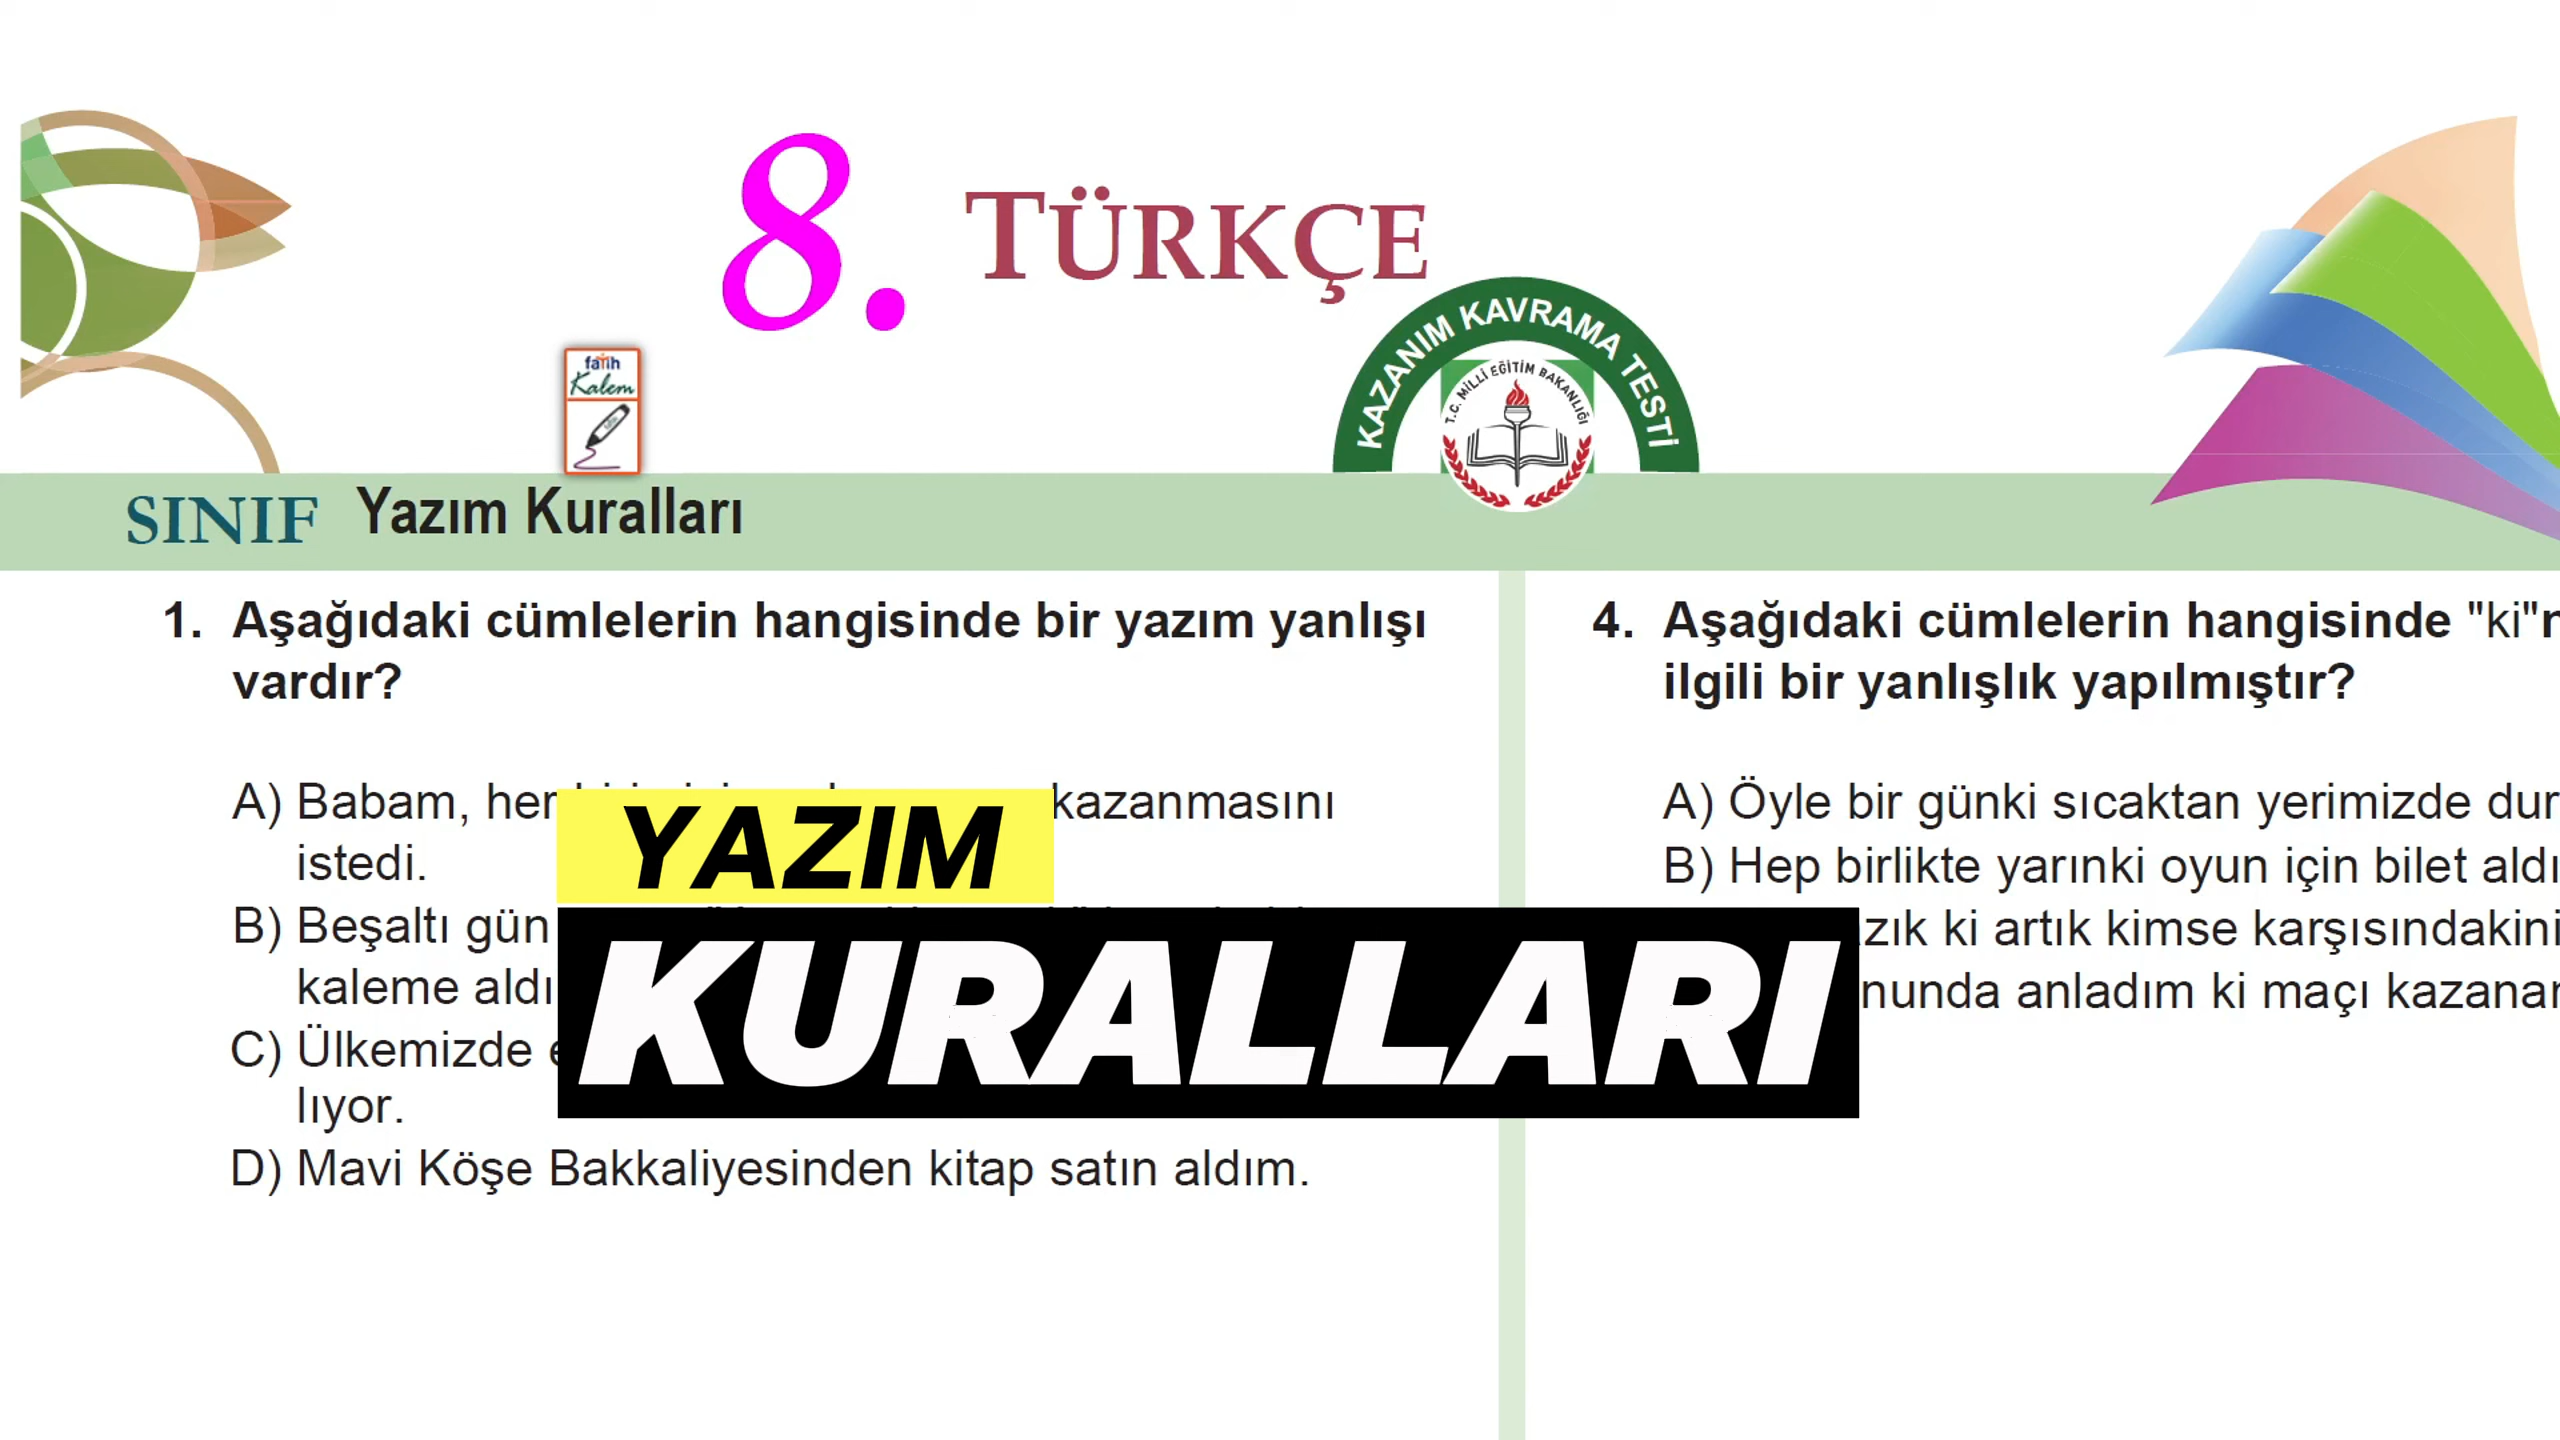 8. TÜRKÇE
KAZANIM KAVRAMA TESTİ
T.C. MİLLİ EĞİTİM BAKANLIĞI
fatih
Kalem
SINIF Yazım Kuralları
1. Aşağıdaki cümlelerin hangisinde bir yazım yanlışı
vardır?
A) Babam, her kazanmasını
istedi.
B) Beşaltı gün
kaleme
C) Ülkemizde
lıyor.
D) Mavi Köşe Bakkaliyesinden kitap satın aldım.
YAZIM
KURALLARI
4. Aşağıdaki cümlelerin hangisinde "ki"n
ilgili bir yanlışlık yapılmıştır?
A) Öyle bir günki sıcaktan yerimizde dur
B) Hep birlikte yarınki oyun için bilet aldı
zık ki artık kimse karşısındakini
nunda anladım ki maçı kazanan